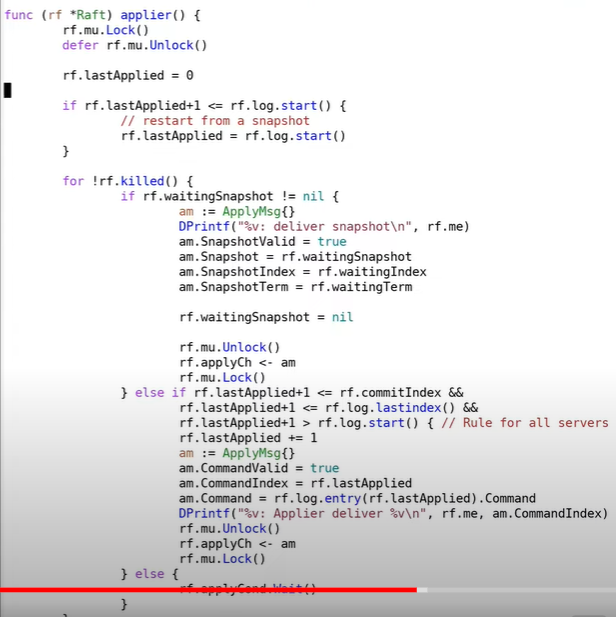 func (rf *Raft) applier() {
rf.mu.Lock()
defer rf.mu.Unlock()
rf.lastApplied = 0
if rf.lastApplied+1 <= rf.log.start() {
// restart from a snapshot
rf.lastApplied = rf.log.start()
}
for !rf.killed() {
if rf.waitingSnapshot != nil {
am := ApplyMsg{}
DPrintf("%v: deliver snapshot\n", rf.me)
am.SnapshotValid = true
am.Snapshot = rf.waitingSnapshot
am.SnapshotIndex = rf.waitingIndex
am.SnapshotTerm = rf.waitingTerm
rf.waitingSnapshot = nil
rf.mu.Unlock()
rf.applyCh <- am
rf.mu.Lock()
} else if rf.lastApplied+1 <= rf.commitIndex &&
rf.lastApplied+1 <= rf.log.lastindex() &&
rf.lastApplied+1 > rf.log.start() { // Rule for all servers
rf.lastApplied += 1
am := ApplyMsg{}
am.CommandValid = true
am.CommandIndex = rf.lastApplied
am.Command = rf.log.entry(rf.lastApplied).Command
DPrintf("%v: Applier deliver %v\n", rf.me, am.CommandIndex)
rf.mu.Unlock()
rf.applyCh <- am
rf.mu.Lock()
} else {
rf.applyCond.Wait()
}